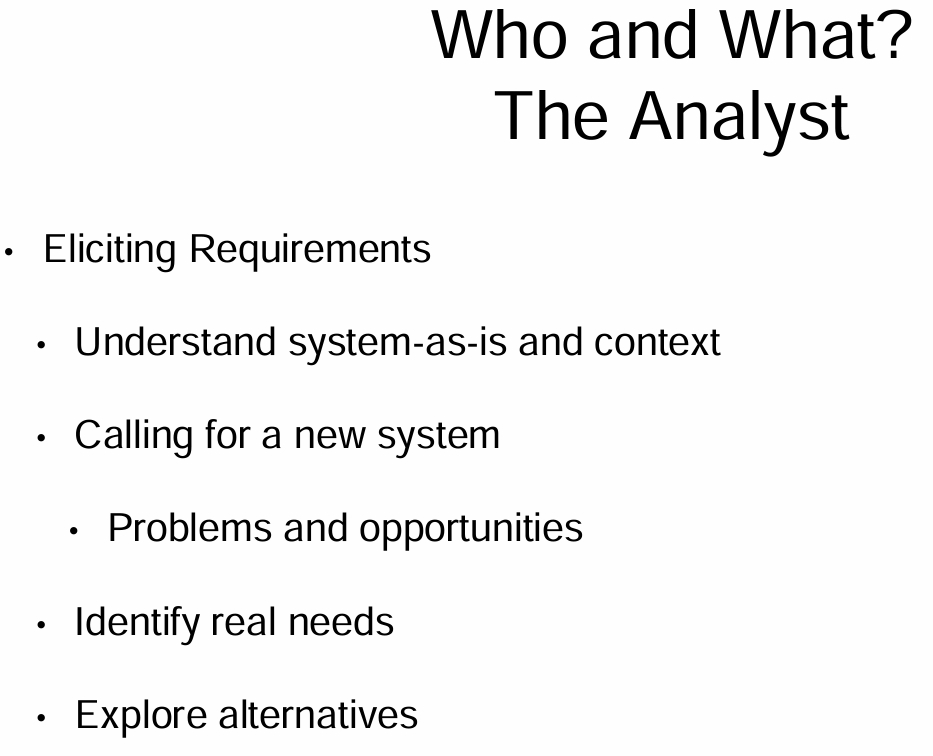 Who and What?
The Analyst
• Eliciting Requirements
• Understand system-as-is and context
• Calling for a new system
• Problems and opportunities
• Identify real needs
• Explore alternatives